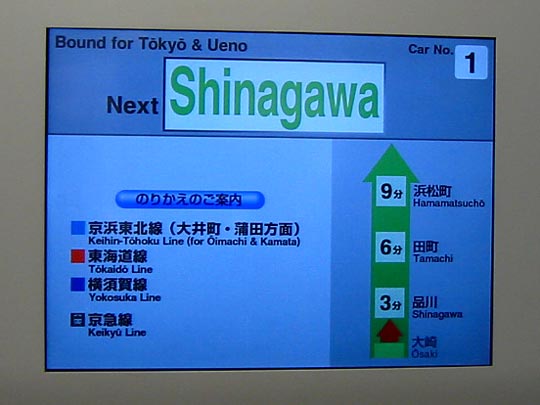 Bound for Tōkyō & Ueno
Car No. 1
Next Shinagawa
のりかえのご案内
京浜東北線(大井町・蒲田方面)
Keihin-Tōhoku Line (for Ōimachi & Kamata)
東海道線
Tōkaidō Line
横須賀線
Yokosuka Line
京急線
Keikyū Line
9分 浜松町
Hamamatsuchō
6分 田町
Tamachi
3分 品川
Shinagawa
大崎
Ōsaki